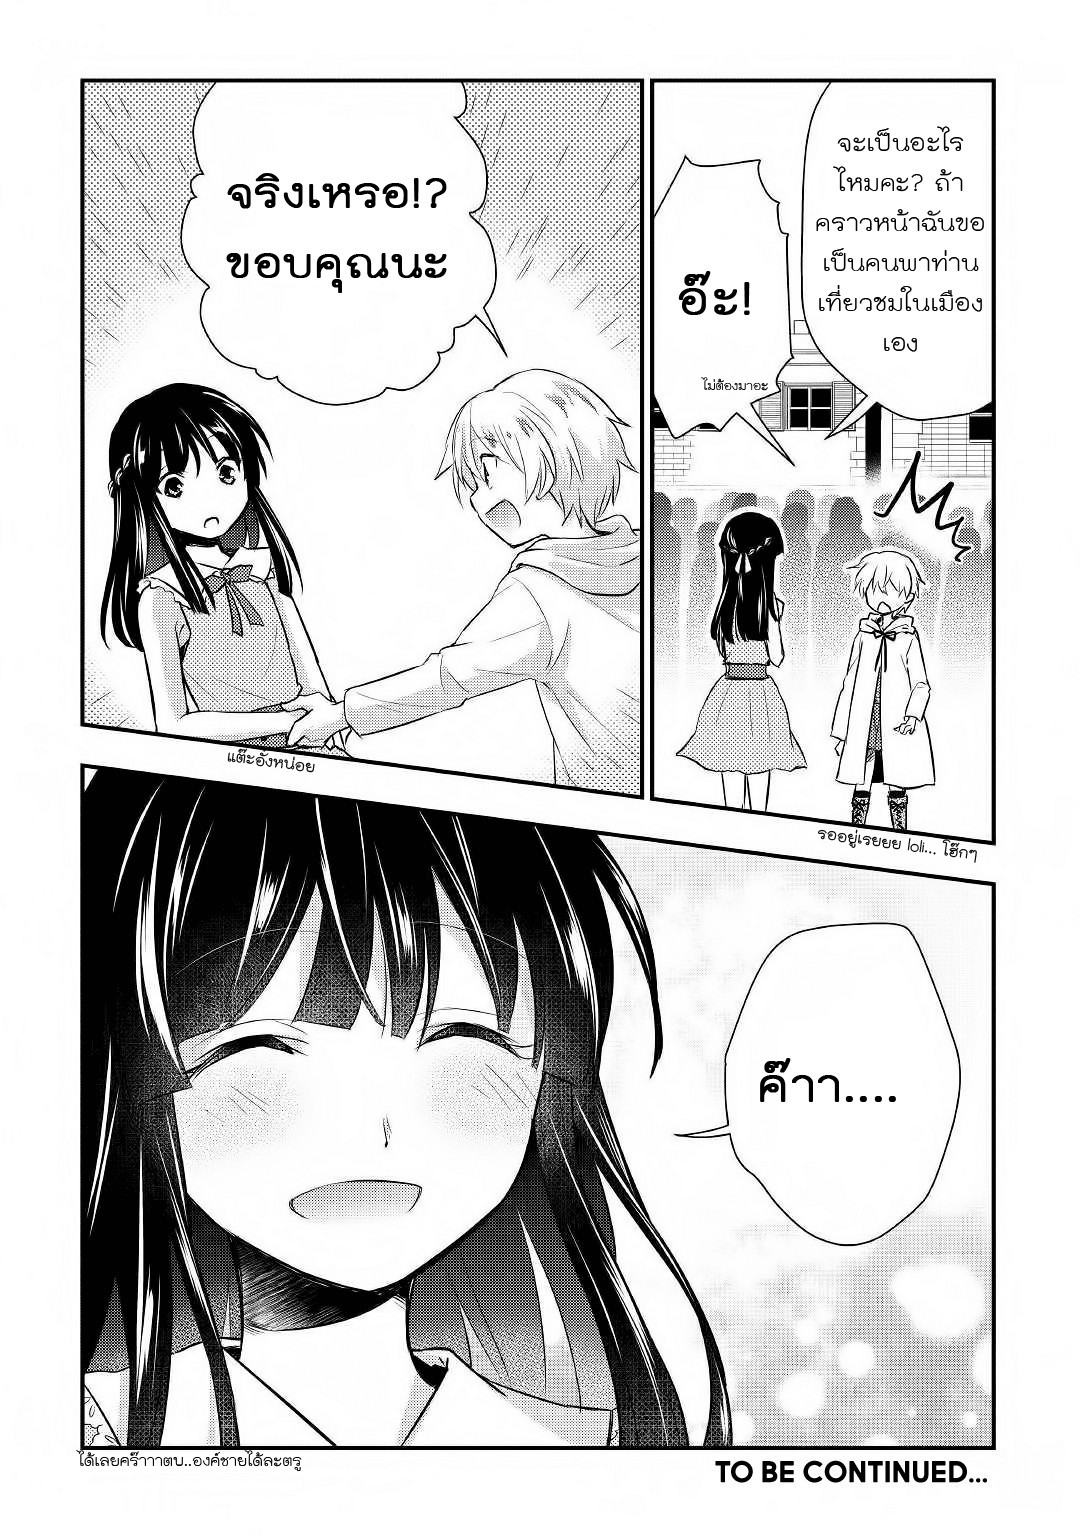 จะเป็นอะไร
ไหมคะ? ถ้า
คราวหน้าฉันขอ
เป็นคนพาท่าน
เที่ยวชมในเมือง
เอง
อ๊ะ!
ไม่ต้องมาอะ
รออยู่เรยยย loli... โฮ๊กๆ
จริงเหรอ!?
ขอบคุณนะ
แต๊ะอังหน่อย
ค๊าา....
ได้เลยคร๊าาาตบ..องค์ชายได้ละตรู
TO BE CONTINUED...